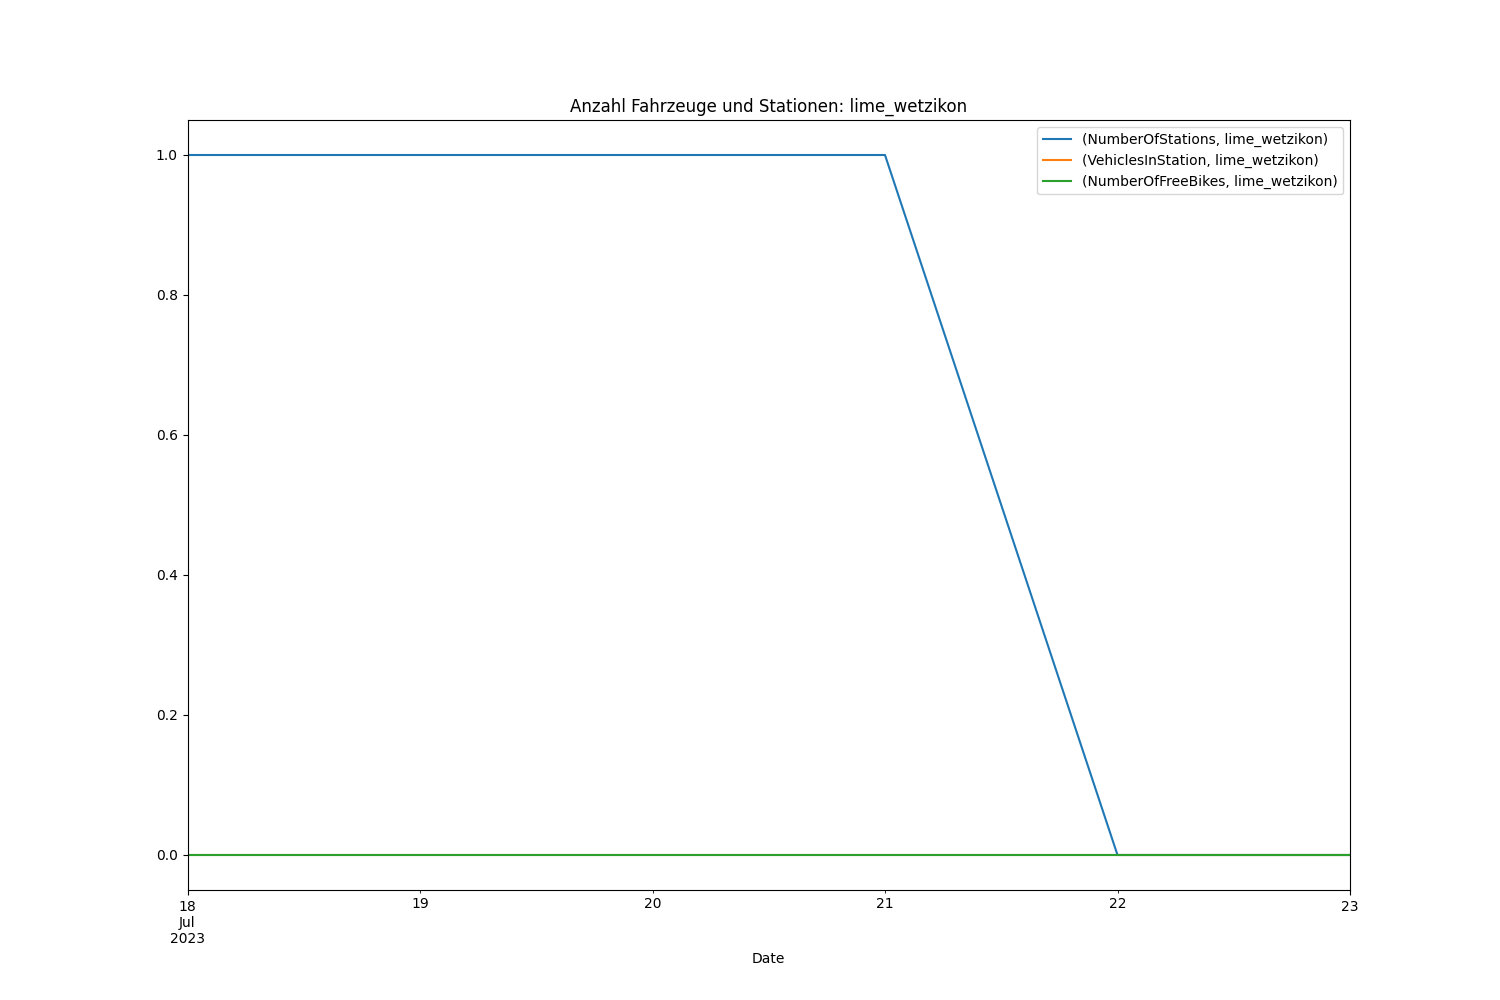 Anzahl Fahrzeuge und Stationen: lime_wetzikon
(NumberOfStations, lime_wetzikon)
(VehiclesInStation, lime_wetzikon)
(NumberOfFreeBikes, lime_wetzikon)
1.0
0.8
0.6
0.4
0.2
0.0
18 19 20 21 22 23
Jul
2023
Date